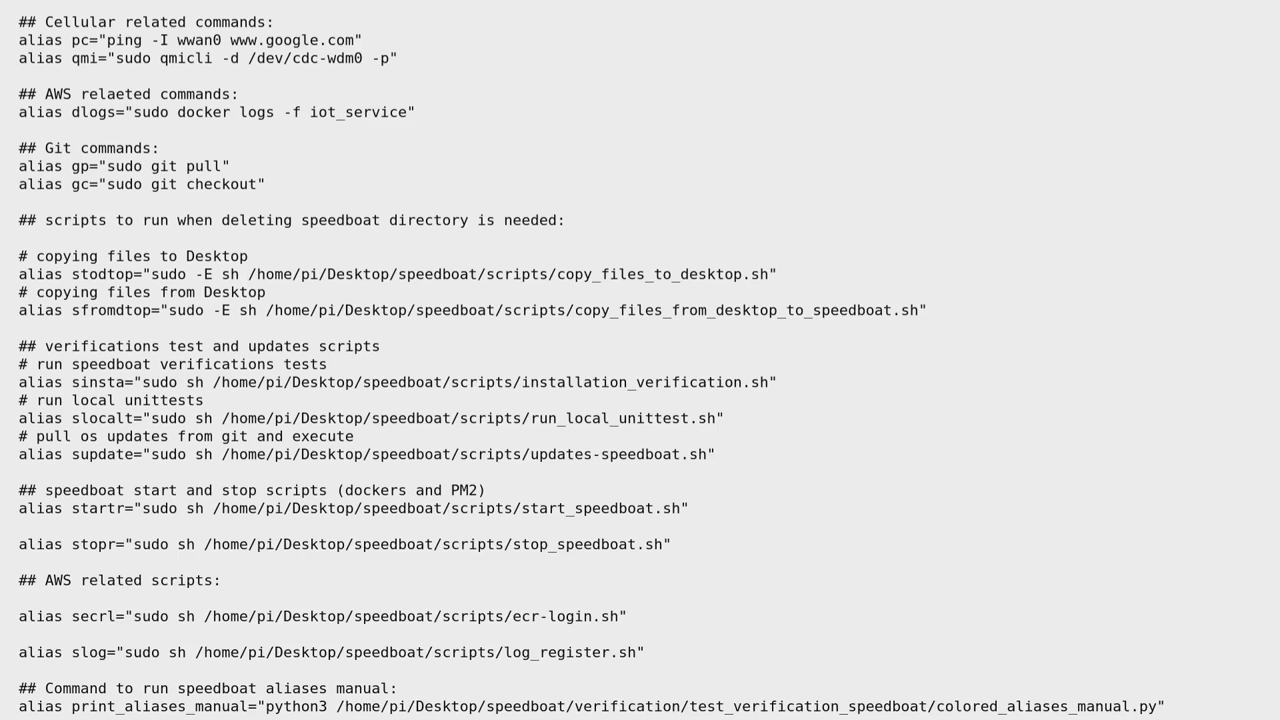 ## Cellular related commands:
alias pc="ping -I wwan0 www.google.com"
alias qmi="sudo qmicli -d /dev/cdc-wdm0 -p"
## AWS relaeted commands:
alias dlogs="sudo docker logs -f iot_service"
## Git commands:
alias gp="sudo git pull"
alias gc="sudo git checkout"
## scripts to run when deleting speedboat directory is needed:
# copying files to Desktop
alias stodtop="sudo -E sh /home/pi/Desktop/speedboat/scripts/copy_files_to_desktop.sh"
# copying files from Desktop
alias sfromdtop="sudo -E sh /home/pi/Desktop/speedboat/scripts/copy_files_from_desktop_to_speedboat.sh"
## verifications test and updates scripts
# run speedboat verifications tests
alias sinsta="sudo sh /home/pi/Desktop/speedboat/scripts/installation_verification.sh"
# run local unittests
alias slocalt="sudo sh /home/pi/Desktop/speedboat/scripts/run_local_unittest.sh"
# pull os updates from git and execute
alias supdate="sudo sh /home/pi/Desktop/speedboat/scripts/updates-speedboat.sh"
## speedboat start and stop scripts (dockers and PM2)
alias startr="sudo sh /home/pi/Desktop/speedboat/scripts/start_speedboat.sh"
alias stopr="sudo sh /home/pi/Desktop/speedboat/scripts/stop_speedboat.sh"
## AWS related scripts:
alias secrl="sudo sh /home/pi/Desktop/speedboat/scripts/ecr-login.sh"
alias slog="sudo sh /home/pi/Desktop/speedboat/scripts/log_register.sh"
## Command to run speedboat aliases manual:
alias print_aliases_manual="python3 /home/pi/Desktop/speedboat/verification/test_verification_speedboat/colored_aliases_manual.py"